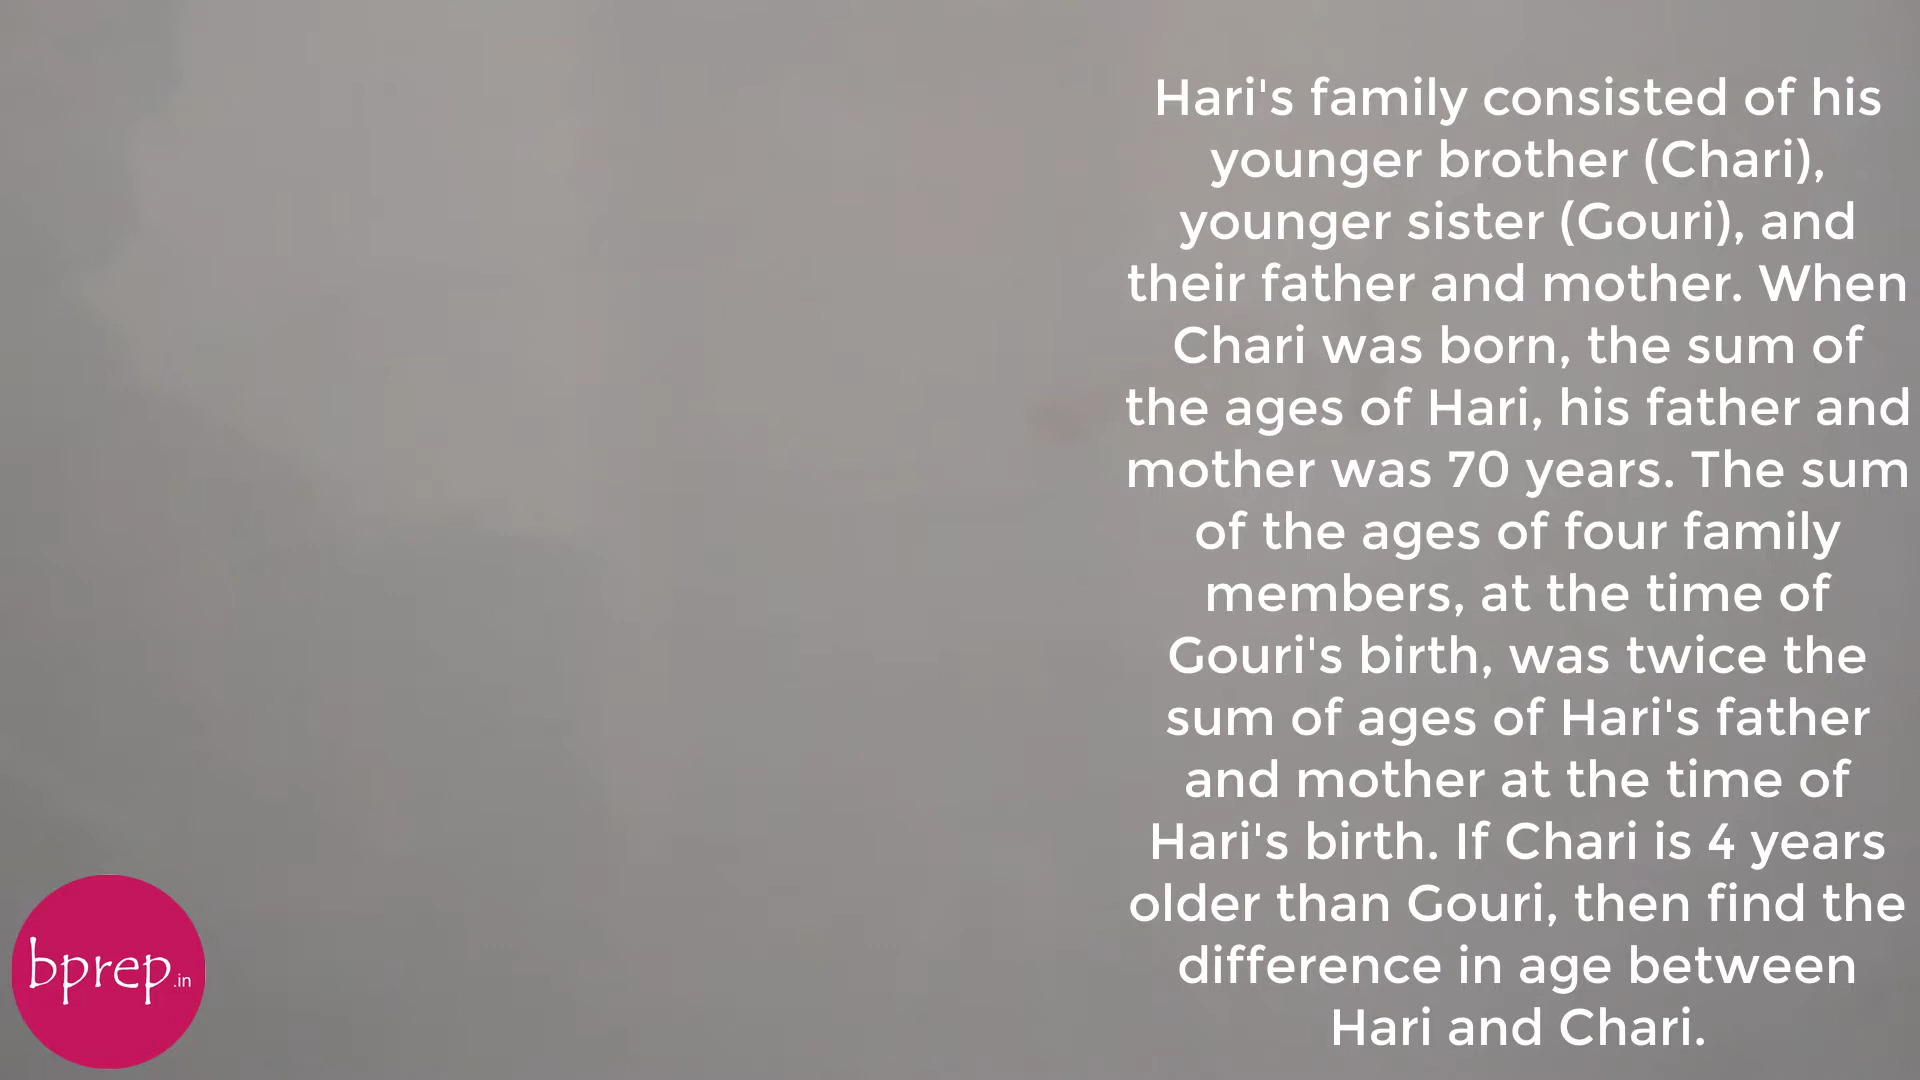 Hari's family consisted of his
younger brother (Chari),
younger sister (Gouri), and
their father and mother. When
Chari was born, the sum of
the ages of Hari, his father and
mother was 70 years. The sum
of the ages of four family
members, at the time of
Gouri's birth, was twice the
sum of ages of Hari's father
and mother at the time of
Hari's birth. If Chari is 4 years
older than Gouri, then find the
difference in age between
Hari and Chari.
bprep.in